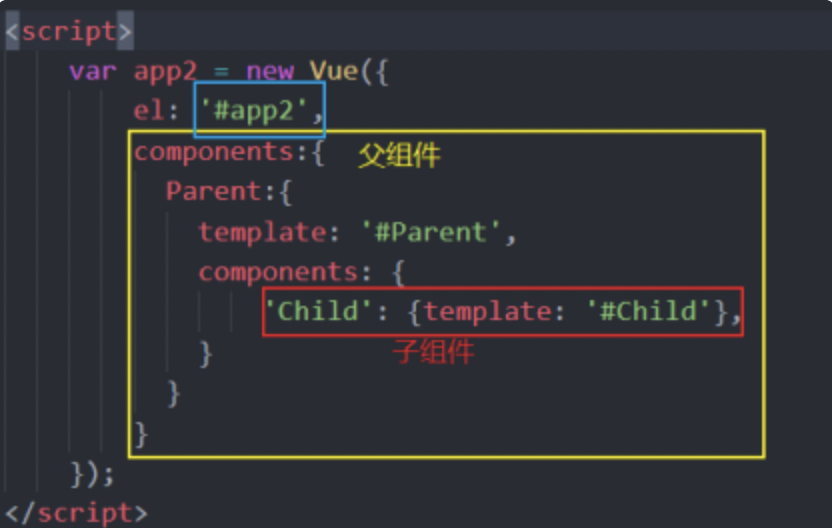 <script>
var app2 = new Vue({
el: '#app2',
components:{ 父组件
Parent:{
template: '#Parent',
components: {
'Child': {template: '#Child'},
} 子组件
}
}
});
</script>